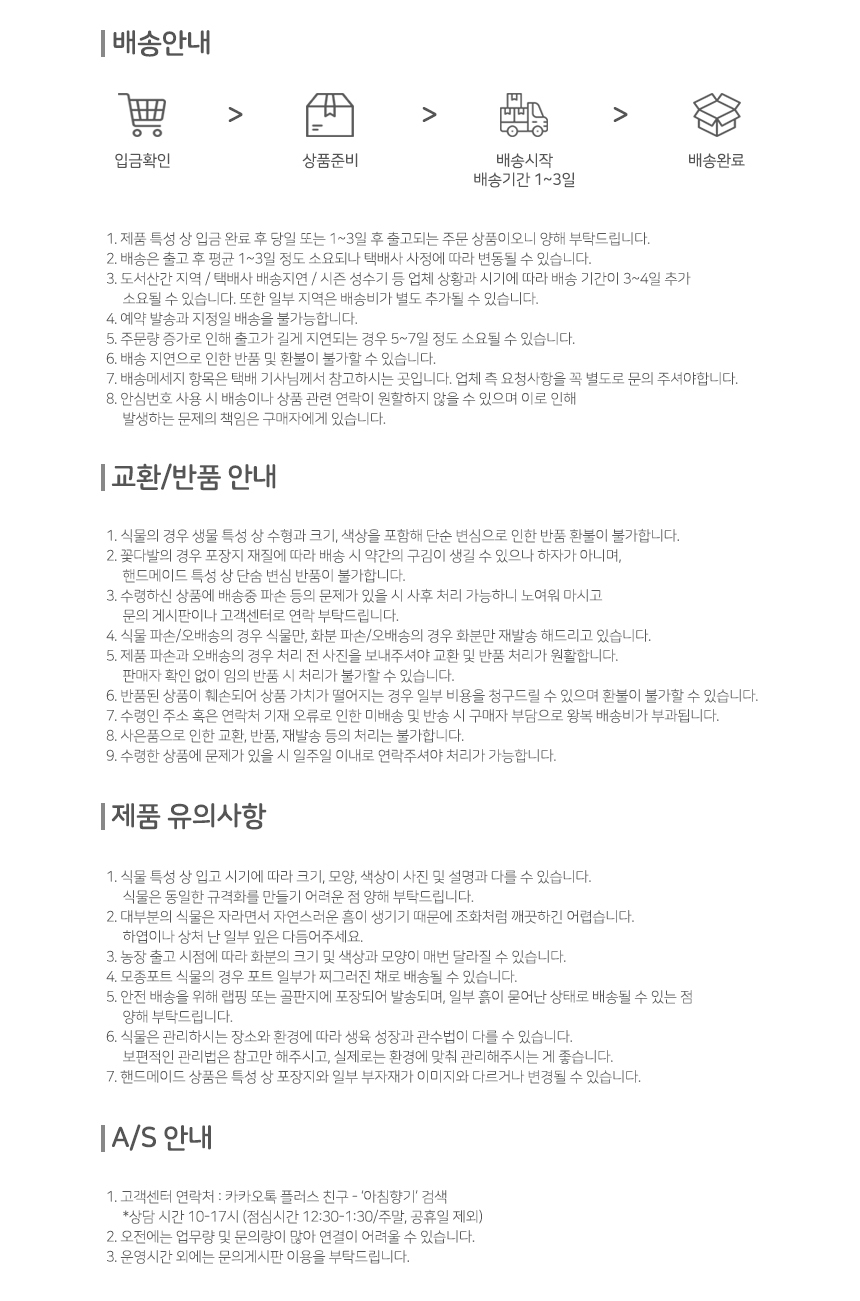 배송안내
입금확인 > 상품준비 > 배송시작 > 배송완료
배송기간 1~3일
1. 제품 특성 상 입금 완료 후 당일 또는 1~3일 후 출고되는 주문 상품이오니 양해 부탁드립니다.
2. 배송은 출고 후 평균 1~3일 정도 소요되나 택배사 사정에 따라 변동될 수 있습니다.
3. 도서산간 지역 / 택배사 배송지연 / 시즌 성수기 등 업체 상황과 시기에 따라 배송 기간이 3~4일 추가
소요될 수 있습니다. 또한 일부 지역은 배송비가 별도 추가될 수 있습니다.
4. 예약 발송과 지정일 배송을 불가능합니다.
5. 주문량 증가로 인해 출고가 길게 지연되는 경우 5~7일 정도 소요될 수 있습니다.
6. 배송 지연으로 인한 반품 및 환불이 불가할 수 있습니다.
7. 배송메세지 항목은 택배 기사님께서 참고하시는 곳입니다. 업체 측 요청사항을 꼭 별도로 문의 주셔야합니다.
8. 안심번호 사용 시 배송이나 상품 관련 연락이 원할하지 않을 수 있으며 이로 인해
발생하는 문제의 책임은 구매자에게 있습니다.
교환/반품 안내
1. 식물의 경우 생물 특성 상 수형과 크기, 색상을 포함해 단순 변심으로 인한 반품 환불이 불가합니다.
2. 꽃다발의 경우 포장지 재질에 따라 배송 시 약간의 구김이 생길 수 있으나 하자가 아니며,
핸드메이드 특성 상 단숨 변심 반품이 불가합니다.
3. 수령하신 상품에 배송중 파손 등의 문제가 있을 시 사후 처리 가능하니 노여워 마시고
문의 게시판이나 고객센터로 연락 부탁드립니다.
4. 식물 파손/오배송의 경우 식물만, 화분 파손/오배송의 경우 화분만 재발송 해드리고 있습니다.
5. 제품 파손과 오배송의 경우 처리 전 사진을 보내주셔야 교환 및 반품 처리가 원활합니다.
판매자 확인 없이 임의 반품 시 처리가 불가할 수 있습니다.
6. 반품된 상품이 훼손되어 상품 가치가 떨어지는 경우 일부 비용을 청구드릴 수 있으며 환불이 불가할 수 있습니다.
7. 수령인 주소 혹은 연락처 기재 오류로 인한 미배송 및 반송 시 구매자 부담으로 왕복 배송비가 부과됩니다.
8. 사은품으로 인한 교환, 반품, 재발송 등의 처리는 불가합니다.
9. 수령한 상품에 문제가 있을 시 일주일 이내로 연락주셔야 처리가 가능합니다.
제품 유의사항
1. 식물 특성 상 입고 시기에 따라 크기, 모양, 색상이 사진 및 설명과 다를 수 있습니다.
식물은 동일한 규격화를 만들기 어려운 점 양해 부탁드립니다.
2. 대부분의 식물은 자라면서 자연스러운 흠이 생기기 때문에 조화처럼 깨끗하긴 어렵습니다.
하엽이나 상처 난 일부 잎은 다듬어주세요.
3. 농장 출고 시점에 따라 화분의 크기 및 색상과 모양이 매번 달라질 수 있습니다.
4. 모종포트 식물의 경우 포트 일부가 찌그러진 채로 배송될 수 있습니다.
5. 안전 배송을 위해 랩핑 또는 골판지에 포장되어 발송되며, 일부 흙이 묻어난 상태로 배송될 수 있는 점
양해 부탁드립니다.
6. 식물은 관리하시는 장소와 환경에 따라 생육 성장과 관수법이 다를 수 있습니다.
보편적인 관리법은 참고만 해주시고, 실제로는 환경에 맞춰 관리해주시는 게 좋습니다.
7. 핸드메이드 상품은 특성 상 포장지와 일부 부자재가 이미지와 다르거나 변경될 수 있습니다.
A/S 안내
1. 고객센터 연락처 : 카카오톡 플러스 친구 - '아침향기' 검색
*상담 시간 10-17시 (점심시간 12:30-1:30/주말, 공휴일 제외)
2. 오전에는 업무량 및 문의량이 많아 연결이 어려울 수 있습니다.
3. 운영시간 외에는 문의게시판 이용을 부탁드립니다.